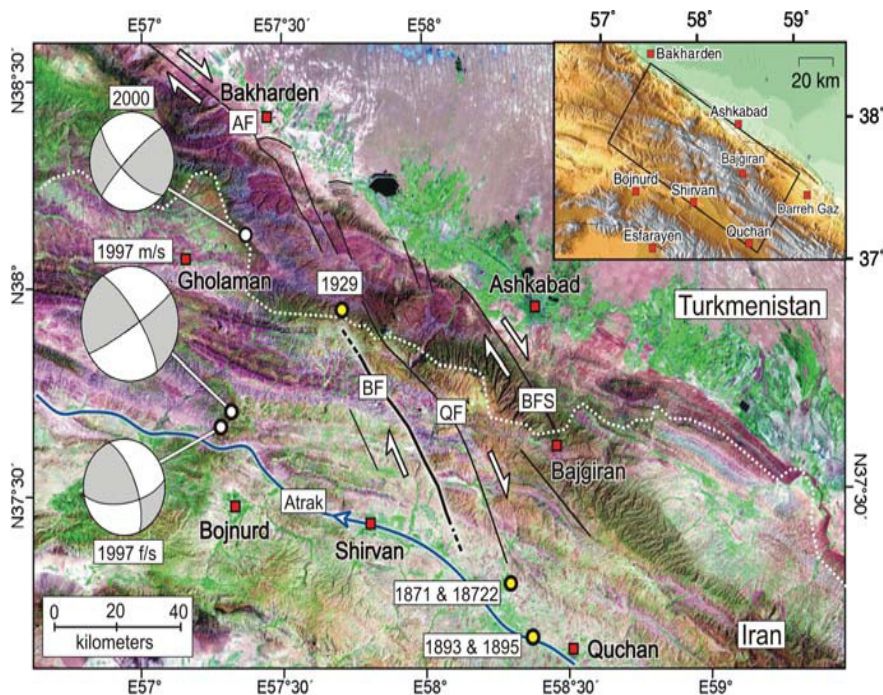 E57° E57°30' E58°
57° 58° 59°
N38°30'
Bakharden
20 km
2000
Bakharden
AF
38°
Ashkabad
Bajgiran
Bojnurd
Shirvan
Darreh Gaz
Quchan
Esfarayen
37°
1997 m/s
Gholaman
N38°
1929
Ashkabad
Turkmenistan
BF
QF
BFS
Bajgiran
N37°30'
N37°30'
Atrak
Bojnurd
Shirvan
1997 f/s
1871 & 18722
0 20 40
kilometers
1893 & 1895
Quchan
Iran
E57° E57°30' E58° E58°30' E59°